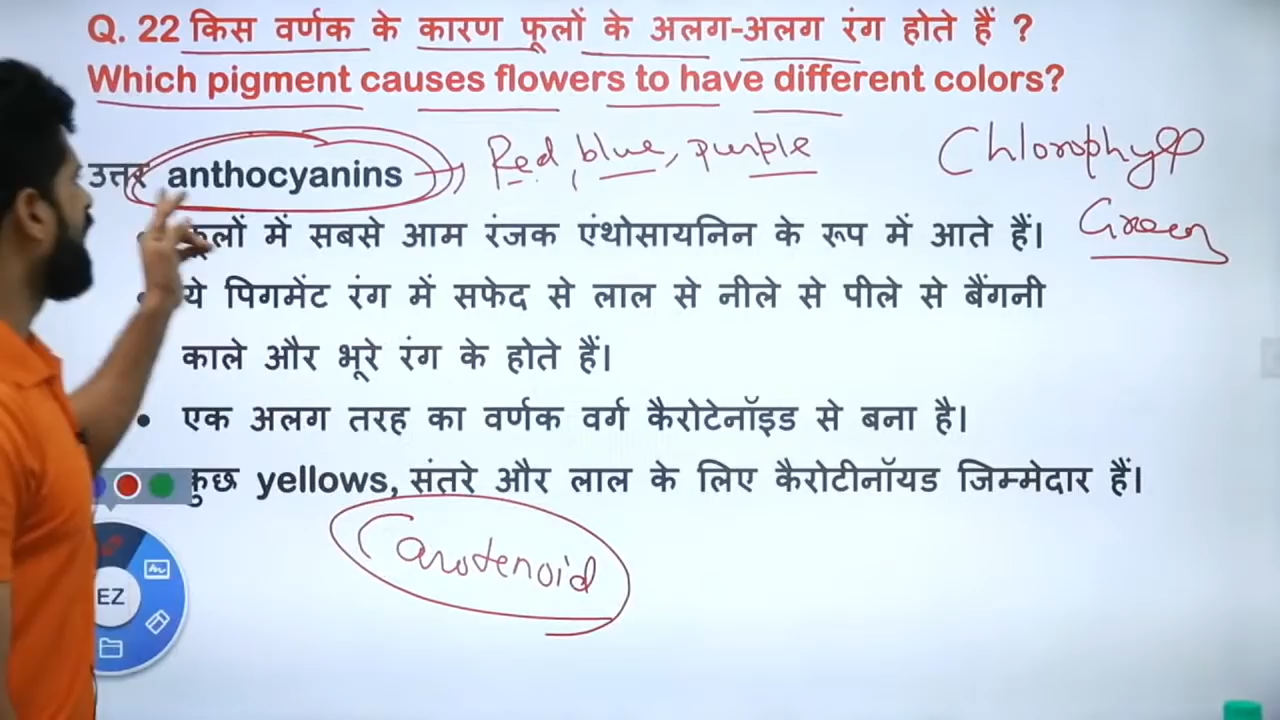 Q. 22 किस वर्णक के कारण फूलों के अलग-अलग रंग होते हैं ?
Which pigment causes flowers to have different colors?
उत्तर anthocyanins Red, blue, purple Chlorophyll
Green
फूलों में सबसे आम रंजक एंथोसायनिन के रूप में आते हैं।
ये पिगमेंट रंग में सफेद से लाल से नीले से पीले से बैंगनी
काले और भूरे रंग के होते हैं।
• एक अलग तरह का वर्णक वर्ग कैरोटेनॉइड से बना है।
कुछ yellows, संतरे और लाल के लिए कैरोटीनॉयड जिम्मेदार हैं।
Carotenoid
EZ